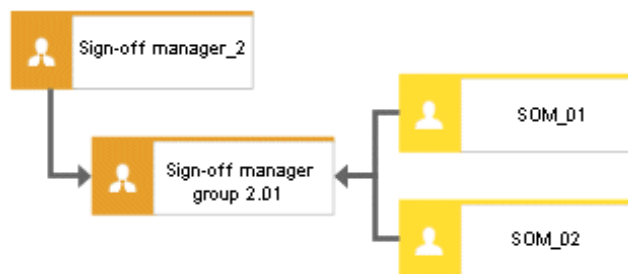 Sign-off manager_2
SOM_01
Sign-off manager
group 2.01
SOM_02